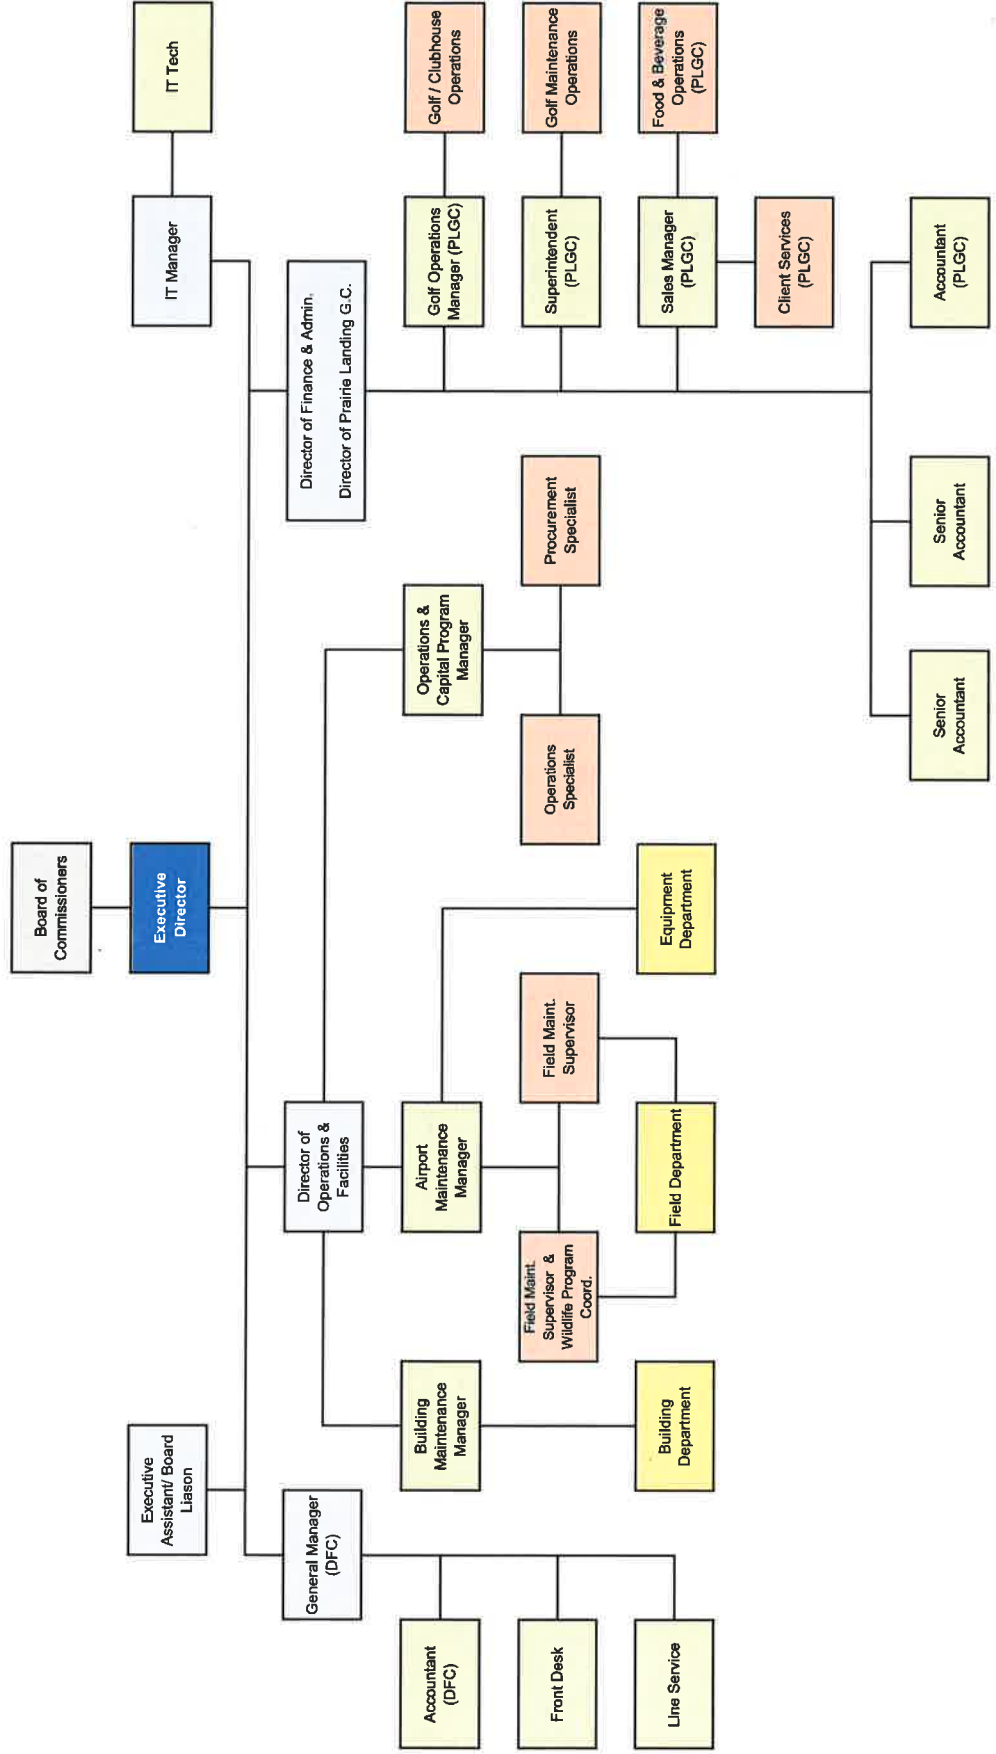 Board of
Commissioners
Executive
Director
Executive
Assistant/ Board
Liason
IT Manager
IT Tech
General Manager
(DFC)
Director of
Operations &
Facilities
Director of Finance & Admin.
Director of Prairie Landing G.C.
Accountant
(DFC)
Front Desk
Line Service
Building
Maintenance
Manager
Building
Department
Airport
Maintenance
Manager
Field Maint.
Supervisor &
Wildlife Program
Coord.
Field Maint.
Supervisor
Field Department
Equipment
Department
Operations &
Capital Program
Manager
Operations
Specialist
Procurement
Specialist
Golf Operations
Manager (PLGC)
Golf / Clubhouse
Operations
Superintendent
(PLGC)
Golf Maintenance
Operations
Sales Manager
(PLGC)
Food & Beverage
Operations
(PLGC)
Client Services
(PLGC)
Senior
Accountant
Senior
Accountant
Accountant
(PLGC)